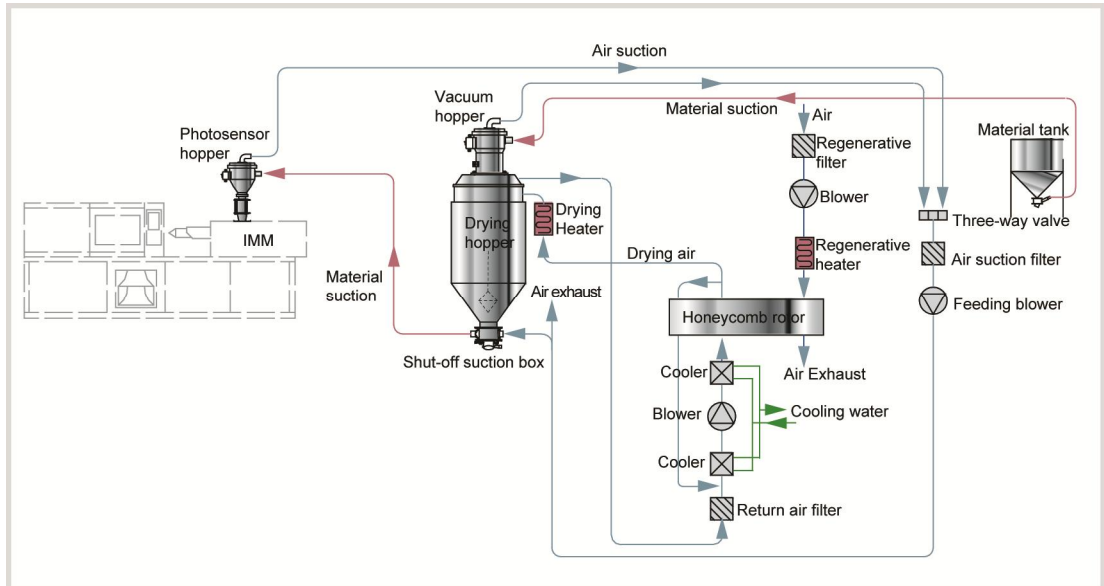 Air suction
Vacuum
hopper
Material suction
Air
Photosensor
hopper
Regenerative
filter
Material tank
Blower
Drying
Heater
Drying
hopper
Three-way valve
IMM
Regenerative
heater
Drying air
Air suction filter
Material
suction
Air exhaust
Feeding blower
Honeycomb rotor
Shut-off suction box
Cooler
Air Exhaust
Blower
Cooling water
Cooler
Return air filter